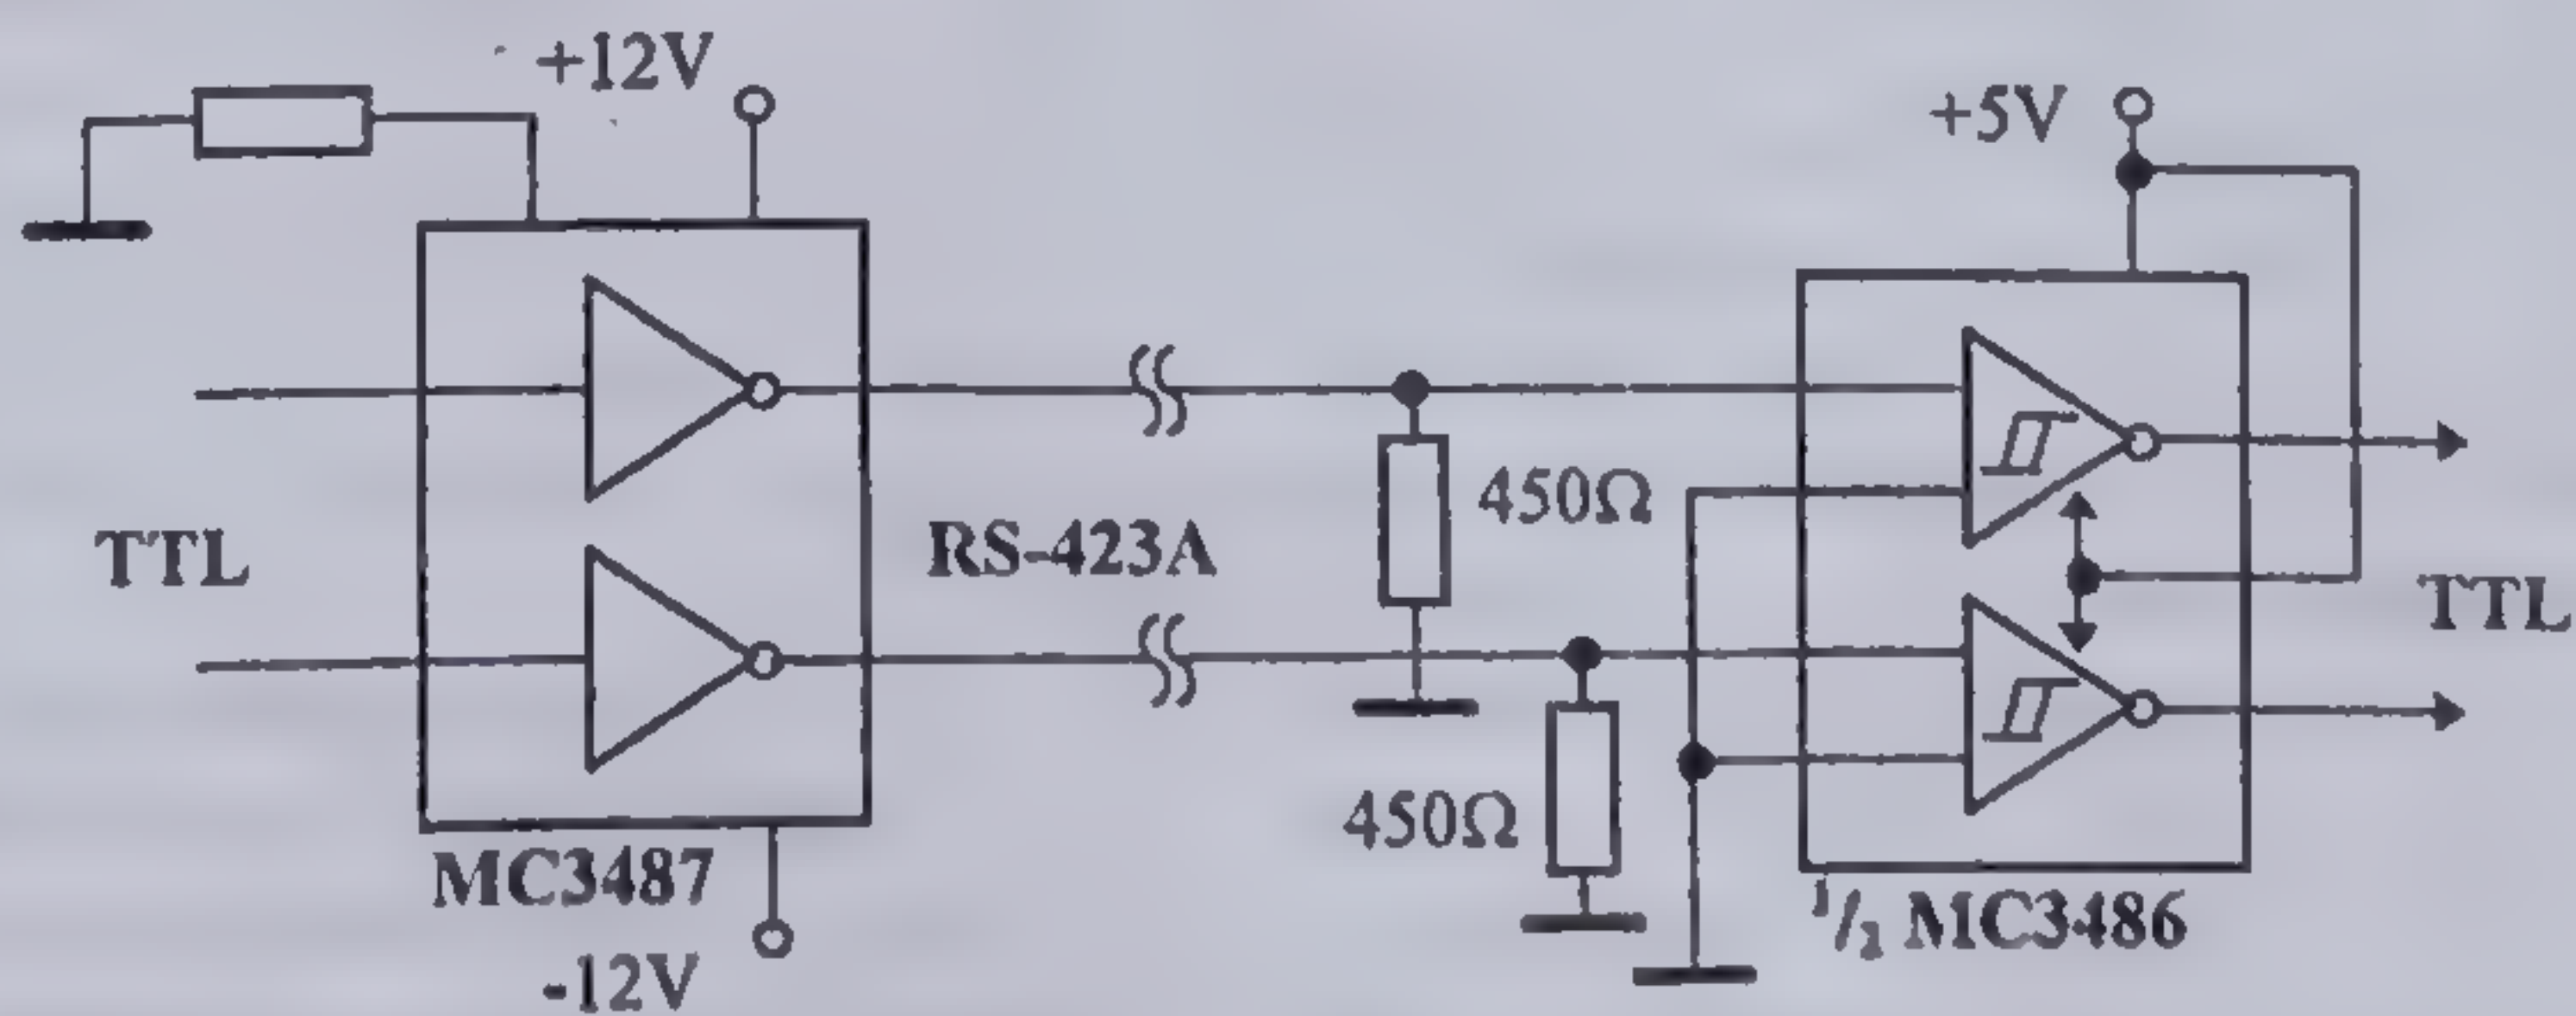 +12V
+5V
450Ω
TTL
RS-423A
TTL
450Ω
MC3487
1/2 MC3486
-12V